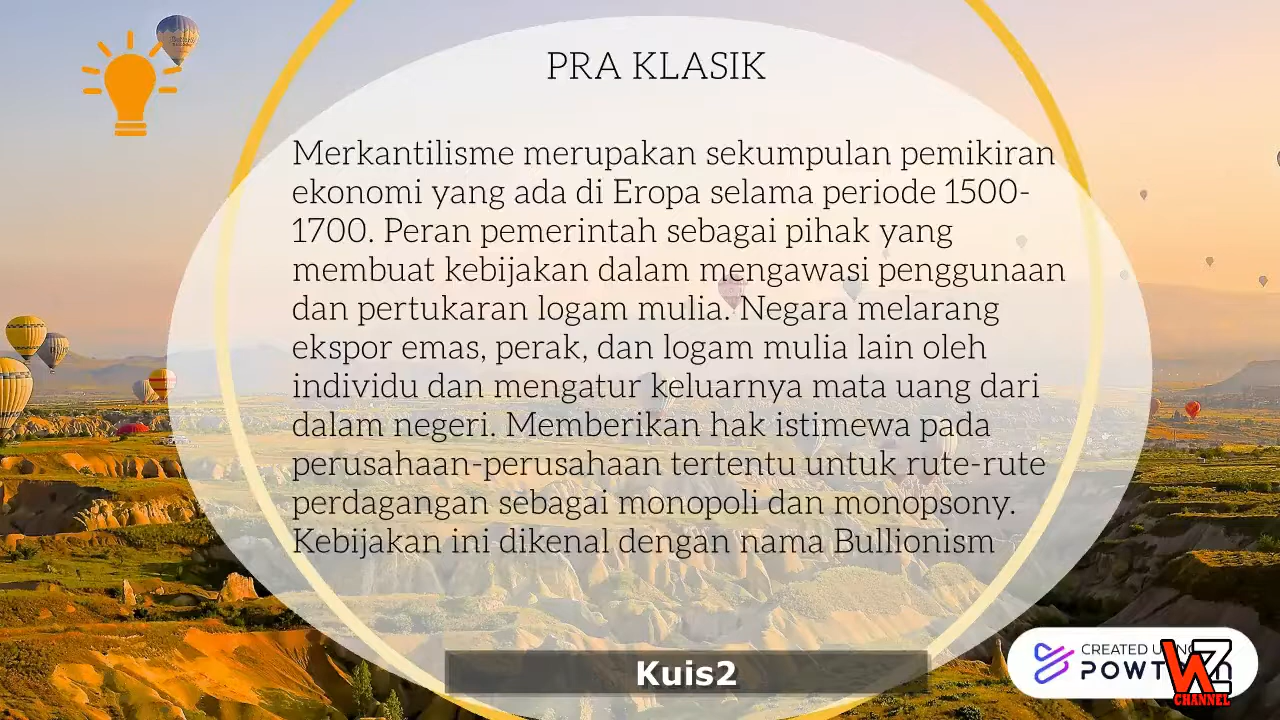 PRA KLASIK
Merkantilisme merupakan sekumpulan pemikiran
ekonomi yang ada di Eropa selama periode 1500-
1700. Peran pemerintah sebagai pihak yang
membuat kebijakan dalam mengawasi penggunaan
dan pertukaran logam mulia. Negara melarang
ekspor emas, perak, dan logam mulia lain oleh
individu dan mengatur keluarnya mata uang dari
dalam negeri. Memberikan hak istimewa pada
perusahaan-perusahaan tertentu untuk rute-rute
perdagangan sebagai monopoli dan monopsony.
Kebijakan ini dikenal dengan nama Bullionism
Kuis2
CREATED
CHANNEL